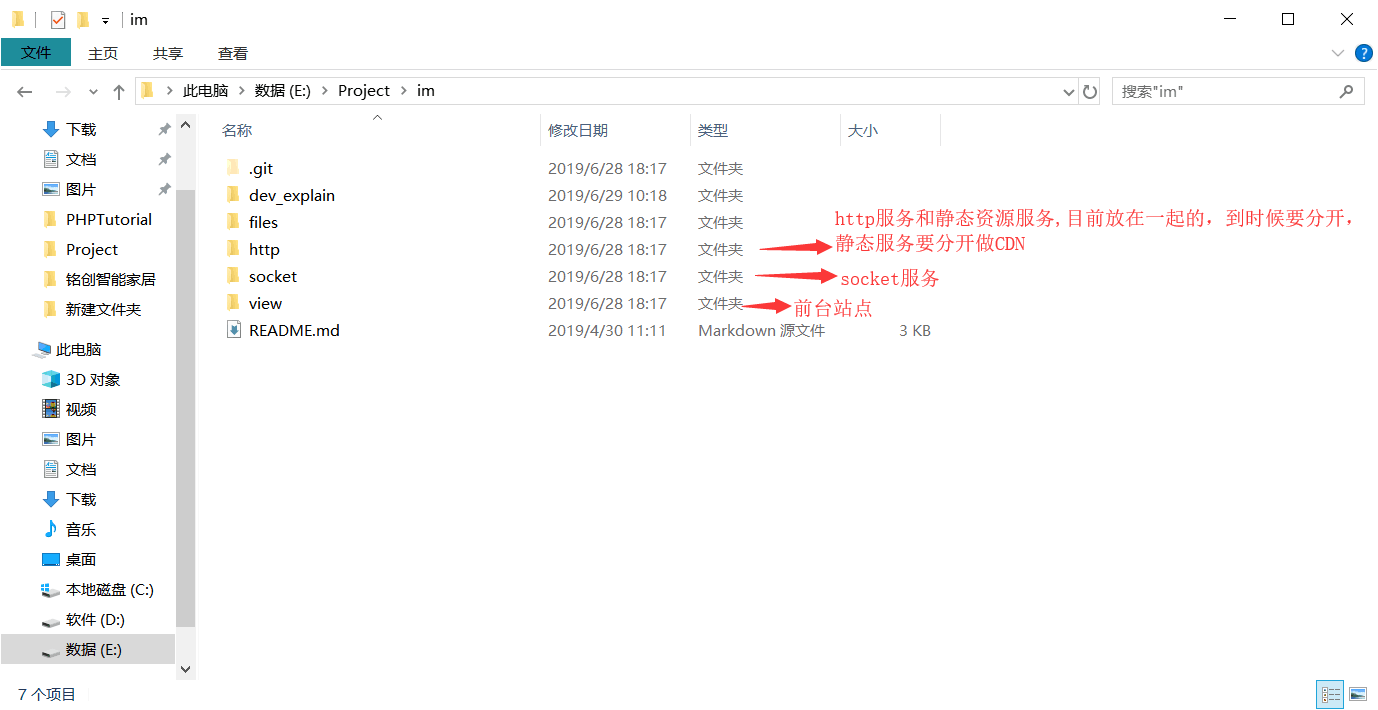 im
文件 主页 共享 查看
此电脑 数据 (E:) Project im
搜索"im"
名称 修改日期 类型 大小
下载
文档
图片
PHPTutorial
Project
铭创智能家居
新建文件夹
此电脑
3D 对象
视频
图片
文档
下载
音乐
桌面
本地磁盘 (C:)
软件 (D:)
数据 (E:)
.git 2019/6/28 18:17 文件夹
dev_explain 2019/6/29 10:18 文件夹
files 2019/6/28 18:17 文件夹
http 2019/6/28 18:17 文件夹
http服务和静态资源服务,目前放在一起的，到时候要分开，
静态服务要分开做CDN
socket 2019/6/28 18:17 文件夹 socket服务
view 2019/6/28 18:17 文件夹 前台站点
README.md 2019/4/30 11:11 Markdown 源文件 3 KB
7 个项目